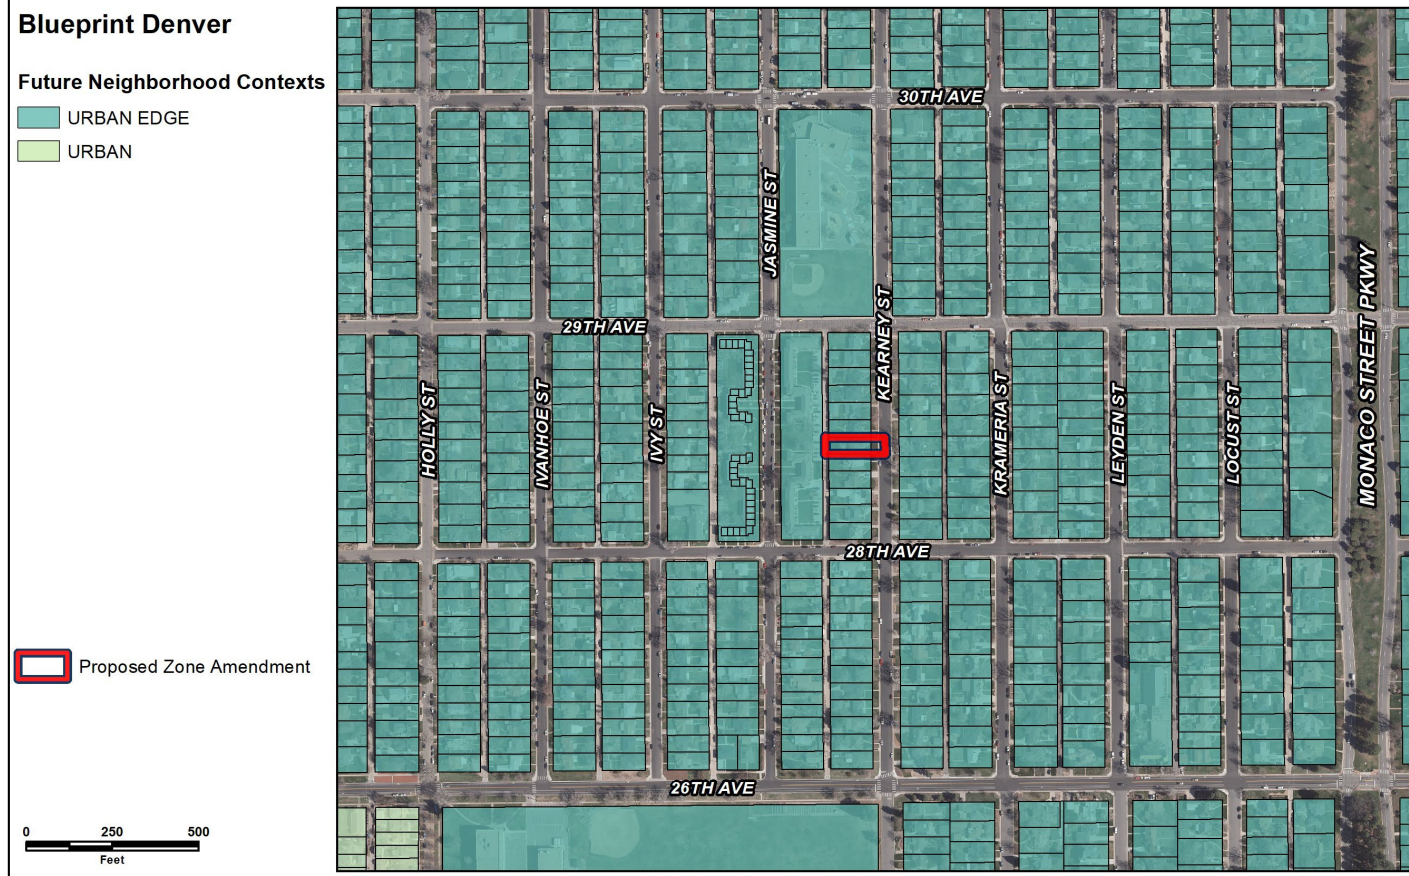 Blueprint Denver
Future Neighborhood Contexts
URBAN EDGE
URBAN
Proposed Zone Amendment
0 250 500
Feet
30TH AVE
JASMINE ST
KEARNEY ST
MONACO STREET PKWY
29TH AVE
HOLLY ST
IVANHOE ST
IVY ST
KRAMERIA ST
LEYDEN ST
LOCUST ST
28TH AVE
26TH AVE